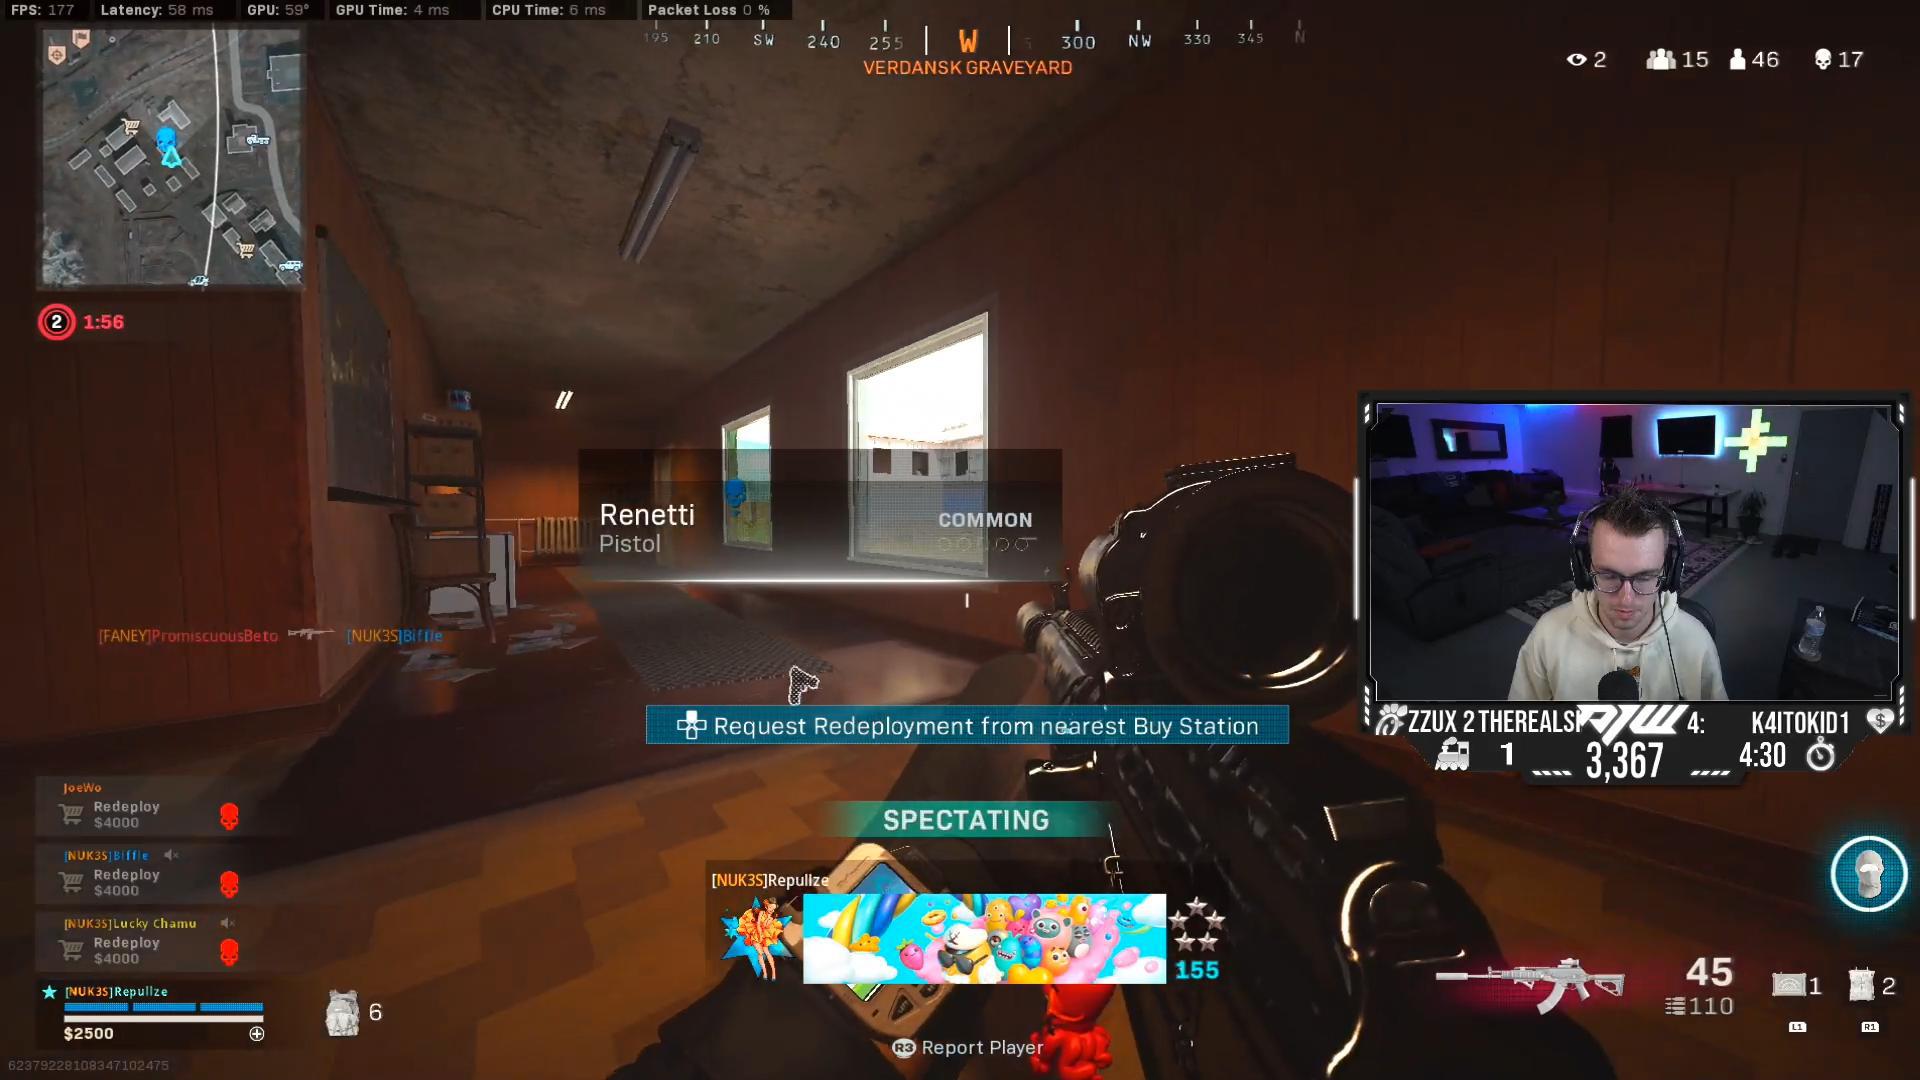 FPS: 177
Latency: 58 ms
GPU: 59°
GPU Time: 4 ms
CPU Time: 6 ms
Packet Loss 0 %
195 210 SW 240 255 W 300 NW 330 345 N
VERDANSK GRAVEYARD
2 15 46 17
2 1:56
Renetti
Pistol
COMMON
[FANEY]PromiscuousBeto [NUK3S]Biffle
Request Redeployment from nearest Buy Station
SPECTATING
[NUK3S]Repullze
155
R3 Report Player
JoeWo
Redeploy
$4000
[NUK3S]Biffle
Redeploy
$4000
[NUK3S]Lucky Chamu
Redeploy
$4000
[NUK3S]Repullze
$2500
6
62379228108347102475
ZZUX 2 THEREALS 4: K4ITOKID1
1 3,367 4:30
45
110
1
2
L1
R1